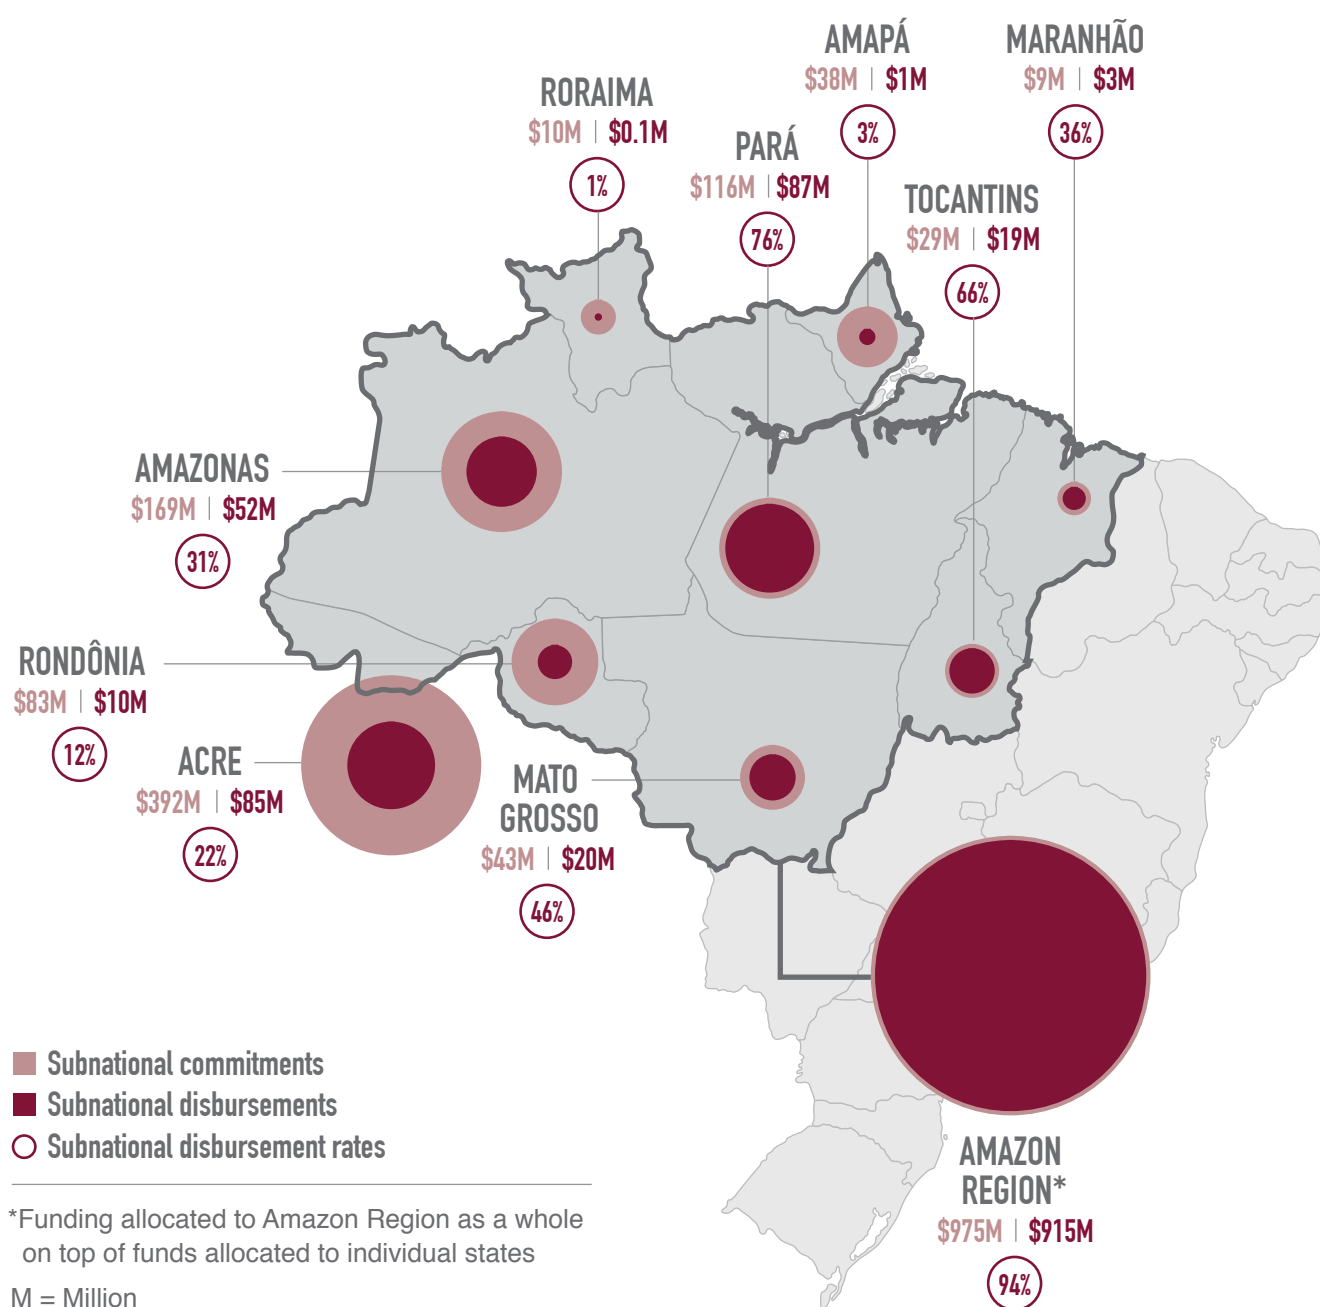 AMAPÁ
$38M | $1M
3%
MARANHÃO
$9M | $3M
36%
RORAIMA
$10M | $0.1M
1%
PARÁ
$116M | $87M
76%
TOCANTINS
$29M | $19M
66%
AMAZONAS
$169M | $52M
31%
RONDÔNIA
$83M | $10M
12%
ACRE
$392M | $85M
22%
MATO
GROSSO
$43M | $20M
46%
AMAZON
REGION*
$975M | $915M
94%
Subnational commitments
Subnational disbursements
Subnational disbursement rates
*Funding allocated to Amazon Region as a whole
on top of funds allocated to individual states
M = Million